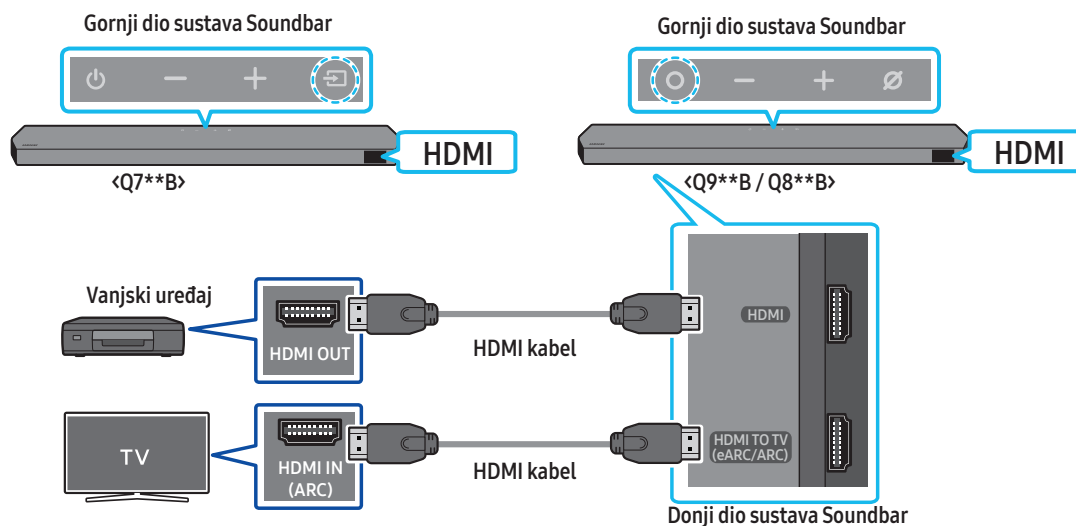 Gornji dio sustava Soundbar
Gornji dio sustava Soundbar
HDMI
HDMI
<Q7**B>
<Q9**B / Q8**B>
Vanjski uređaj
HDMI OUT
HDMI kabel
HDMI
TV
HDMI IN
(ARC)
HDMI kabel
HDMI TO TV
(eARC/ARC)
Donji dio sustava Soundbar